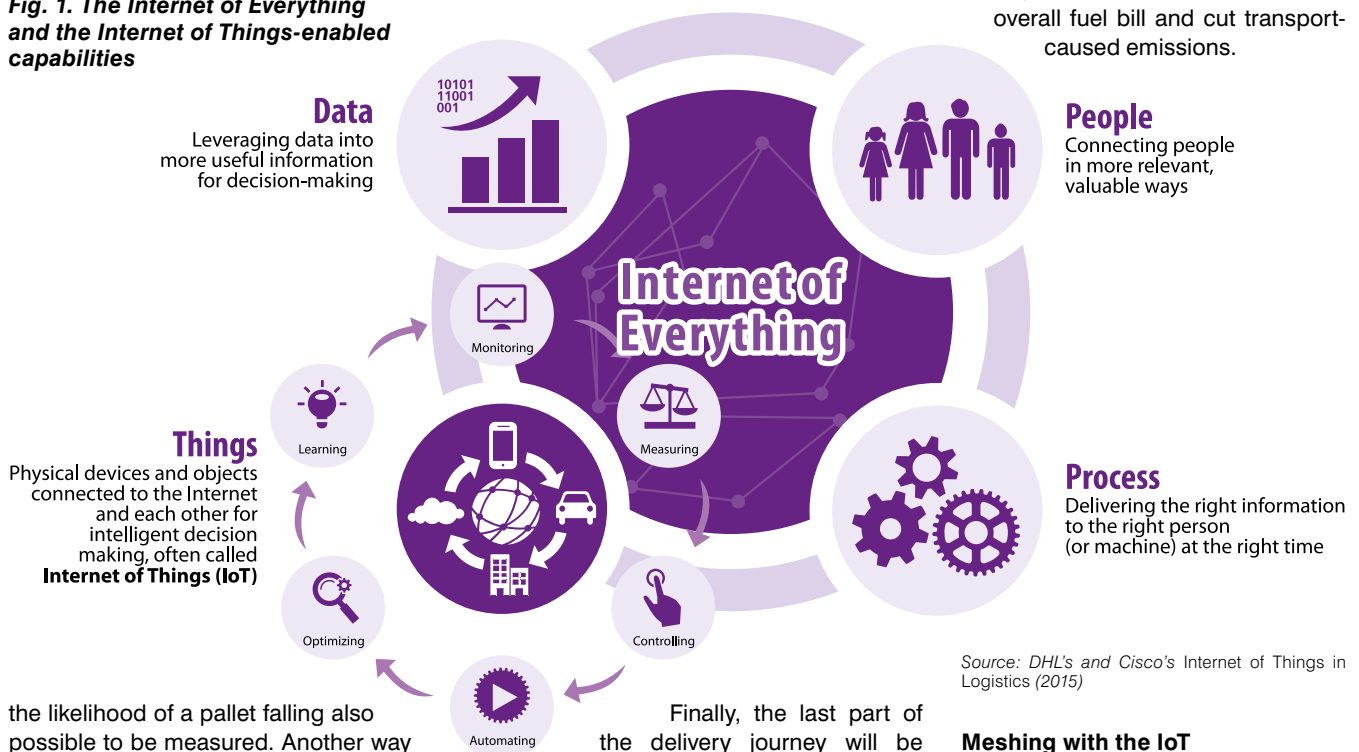 Fig. 1. The Internet of Everything
and the Internet of Things-enabled
capabilities
overall fuel bill and cut transport-
caused emissions.
10101
11001
001
Data
Leveraging data into
more useful information
for decision-making
People
Connecting people
in more relevant,
valuable ways
Internet of
Everything
Monitoring
Measuring
Learning
Things
Physical devices and objects
connected to the Internet
and each other for
intelligent decision
making, often called
Internet of Things (IoT)
Process
Delivering the right information
to the right person
(or machine) at the right time
Optimizing
Controlling
Automating
Source: DHL's and Cisco's Internet of Things in
Logistics (2015)
the likelihood of a pallet falling also
possible to be measured. Another way
Finally, the last part of
the delivery journey will be
Meshing with the IoT